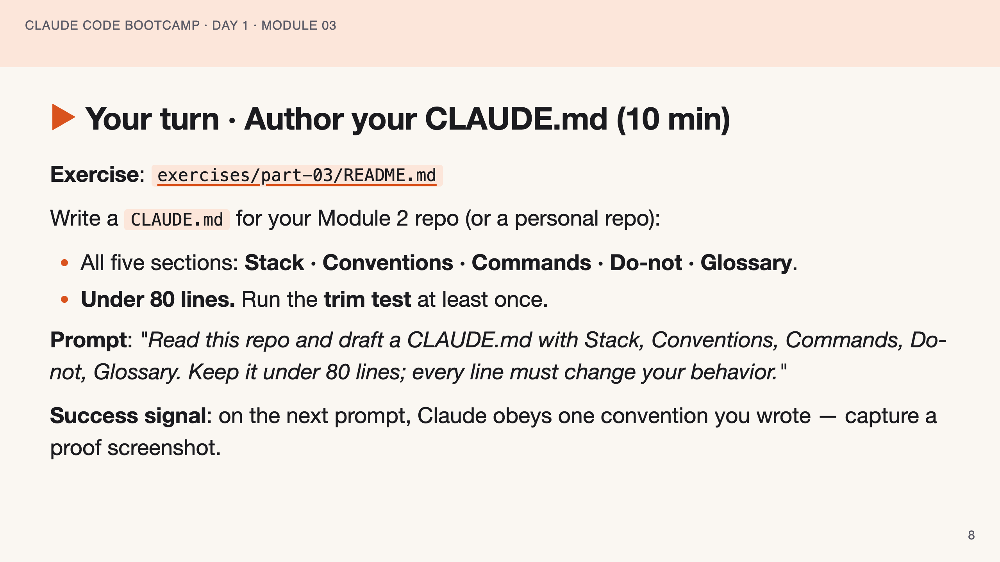 CLAUDE CODE BOOTCAMP · DAY 1 · MODULE 03
Your turn · Author your CLAUDE.md (10 min)
Exercise: exercises/part-03/README.md
Write a CLAUDE.md for your Module 2 repo (or a personal repo):
• All five sections: Stack · Conventions · Commands · Do-not · Glossary.
• Under 80 lines. Run the trim test at least once.
Prompt: "Read this repo and draft a CLAUDE.md with Stack, Conventions, Commands, Do-
not, Glossary. Keep it under 80 lines; every line must change your behavior."
Success signal: on the next prompt, Claude obeys one convention you wrote — capture a
proof screenshot.
8